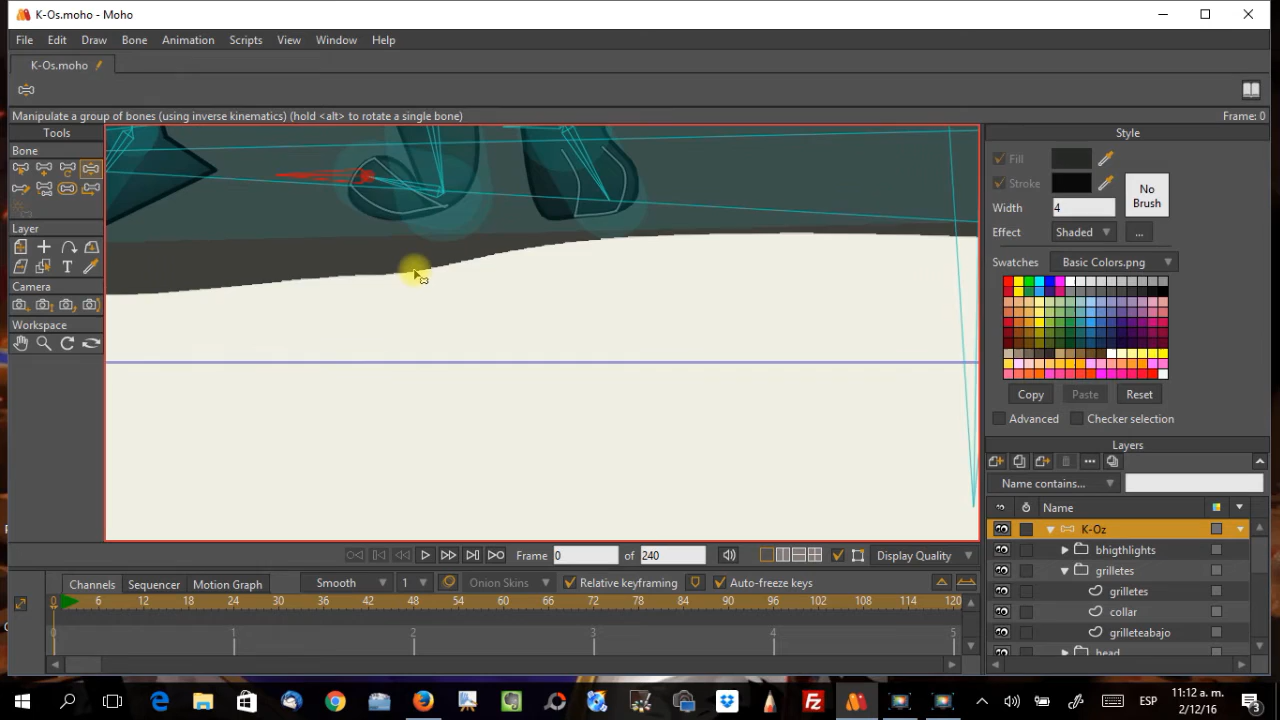 K-Os.moho - Moho
File Edit Draw Bone Animation Scripts View Window Help
K-Os.moho
Manipulate a group of bones (using inverse kinematics) (hold <alt> to rotate a single bone) Frame: 0
Tools
Bone
Layer
Camera
Workspace
Style
Fill
Stroke
No Brush
Width 4
Effect Shaded ...
Swatches Basic Colors.png
Copy Paste Reset
Advanced Checker selection
Layers
Name contains...
Name
K-Oz
bhigthlights
grilletes
grilletes
collar
grilleteabajo
head
Frame 0 of 240 Display Quality
Channels Sequencer Motion Graph Smooth 1 Onion Skins Relative keyframing Auto-freeze keys
0 6 12 18 24 30 36 42 48 54 60 66 72 78 84 90 96 102 108 114 120
0 1 2 3 4 5
ESP 11:12 a. m.
2/12/16
3